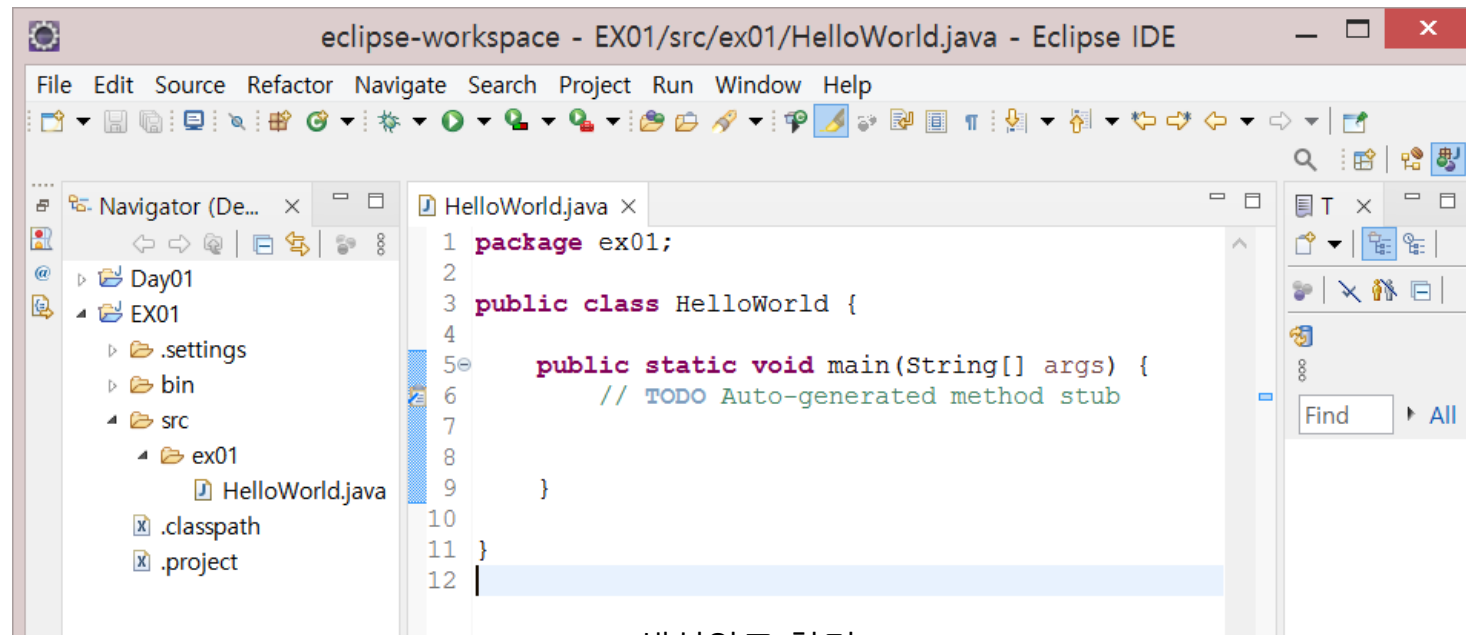 eclipse-workspace - EX01/src/ex01/HelloWorld.java - Eclipse IDE
File Edit Source Refactor Navigate Search Project Run Window Help
Navigator (De...
Day01
EX01
.settings
bin
src
ex01
HelloWorld.java
.classpath
.project
HelloWorld.java
1 package ex01;
2
3 public class HelloWorld {
4
5 public static void main(String[] args) {
6 // TODO Auto-generated method stub
7
8
9 }
10
11 }
12
T
Find All